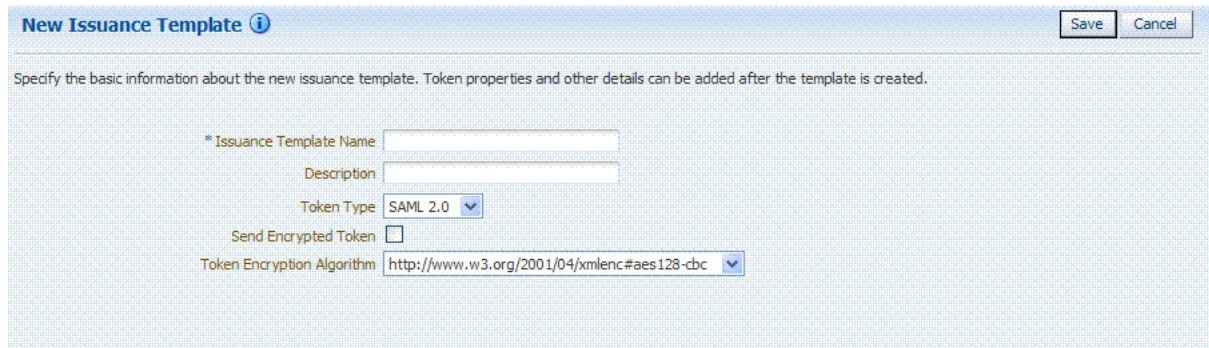 New Issuance Template
Save Cancel
Specify the basic information about the new issuance template. Token properties and other details can be added after the template is created.
* Issuance Template Name
Description
Token Type SAML 2.0
Send Encrypted Token
Token Encryption Algorithm http://www.w3.org/2001/04/xmlenc#aes128-cbc